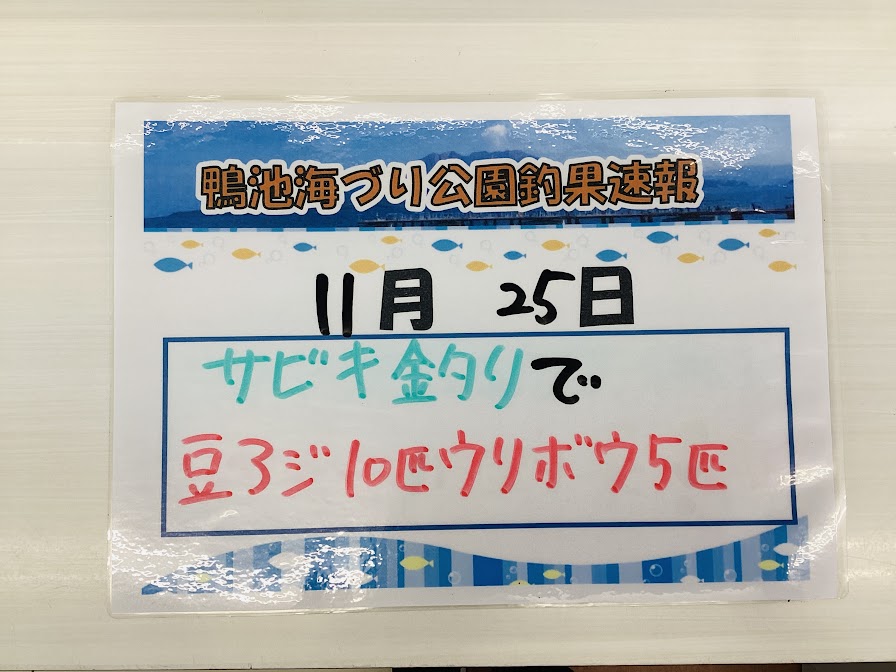 鴨池海づり公園釣果速報
11月 25日
サビキ釣りで
豆アジ10匹ウリボウ5匹